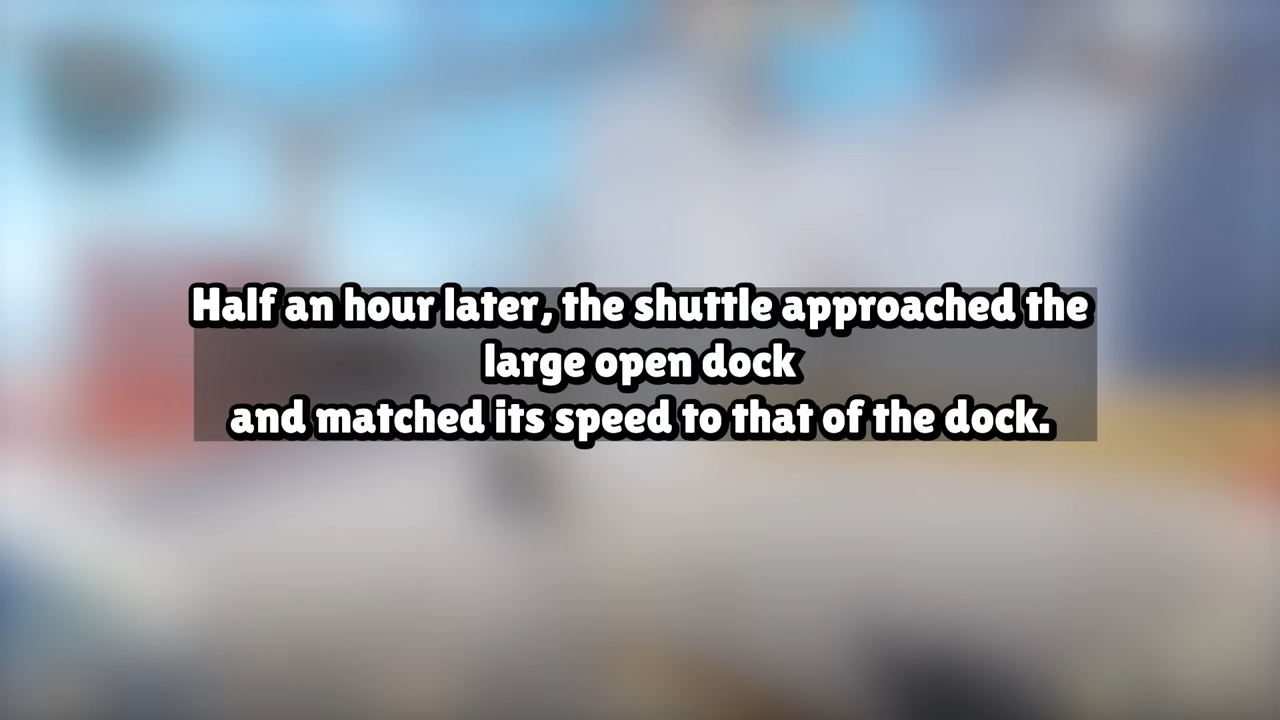 Half an hour later, the shuttle approached the
large open dock
and matched its speed to that of the dock.